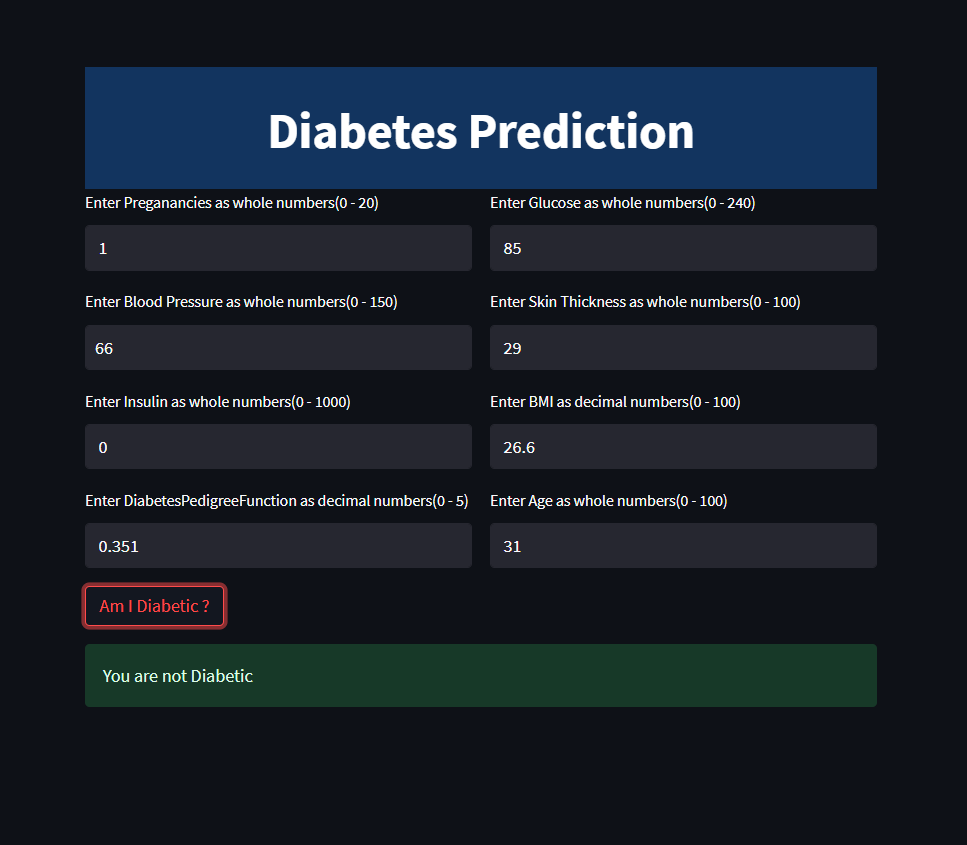 Diabetes Prediction
Enter Preganancies as whole numbers(0 - 20)
1
Enter Glucose as whole numbers(0 - 240)
85
Enter Blood Pressure as whole numbers(0 - 150)
66
Enter Skin Thickness as whole numbers(0 - 100)
29
Enter Insulin as whole numbers(0 - 1000)
0
Enter BMI as decimal numbers(0 - 100)
26.6
Enter DiabetesPedigreeFunction as decimal numbers(0 - 5)
0.351
Enter Age as whole numbers(0 - 100)
31
Am I Diabetic ?
You are not Diabetic